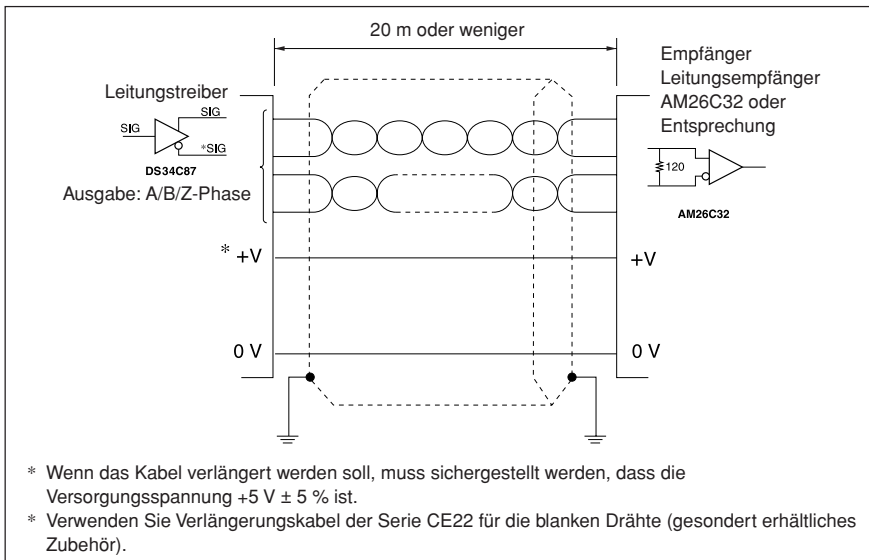 20 m oder weniger
Leitungstreiber
SIG
SIG
*SIG
DS34C87
Ausgabe: A/B/Z-Phase
Empfänger
Leitungsempfänger
AM26C32 oder
Entsprechung
120
AM26C32
* +V
+V
0 V
0 V
* Wenn das Kabel verlängert werden soll, muss sichergestellt werden, dass die
Versorgungsspannung +5 V ± 5 % ist.
* Verwenden Sie Verlängerungskabel der Serie CE22 für die blanken Drähte (gesondert erhältliches
Zubehör).